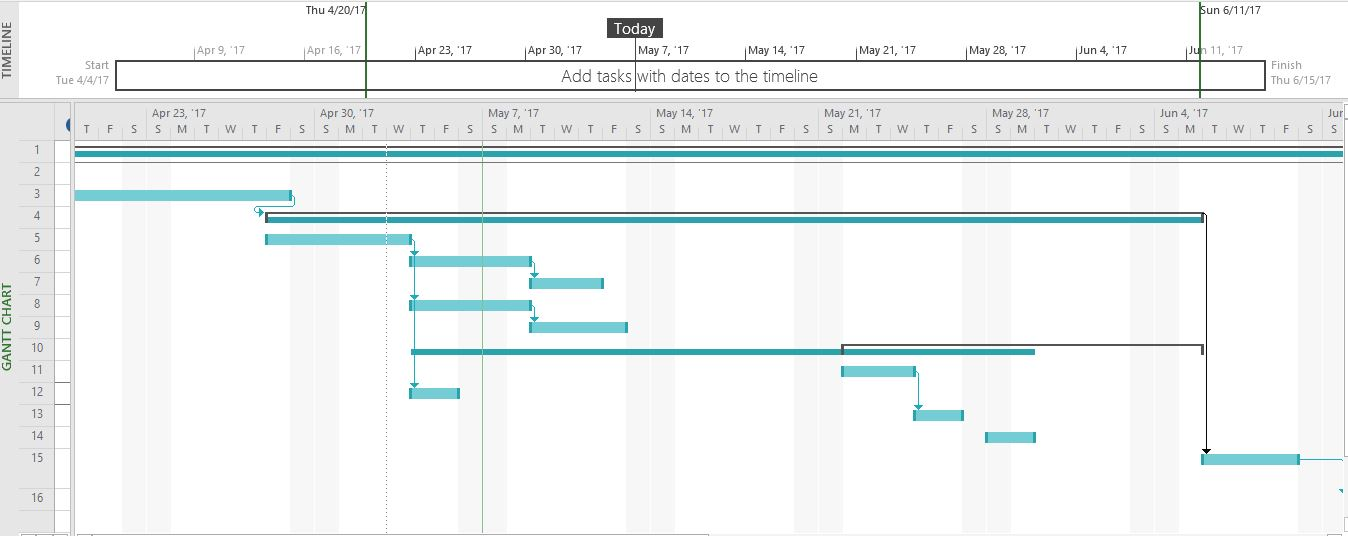 TIMELINE
Thu 4/20/17 Sun 6/11/17
Today
Apr 9, '17 Apr 16, '17 Apr 23, '17 Apr 30, '17 May 7, '17 May 14, '17 May 21, '17 May 28, '17 Jun 4, '17 Jun 11, '17
Start
Tue 4/4/17
Add tasks with dates to the timeline
Finish
Thu 6/15/17
GANTT CHART
Apr 23, '17 Apr 30, '17 May 7, '17 May 14, '17 May 21, '17 May 28, '17 Jun 4, '17 Jur
T F S S M T W T F S S M T W T F S S M T W T F S S M T W T F S S M T W T F S S M T W T F S S M T W T F S S
1
2
3
4
5
6
7
8
9
10
11
12
13
14
15
16